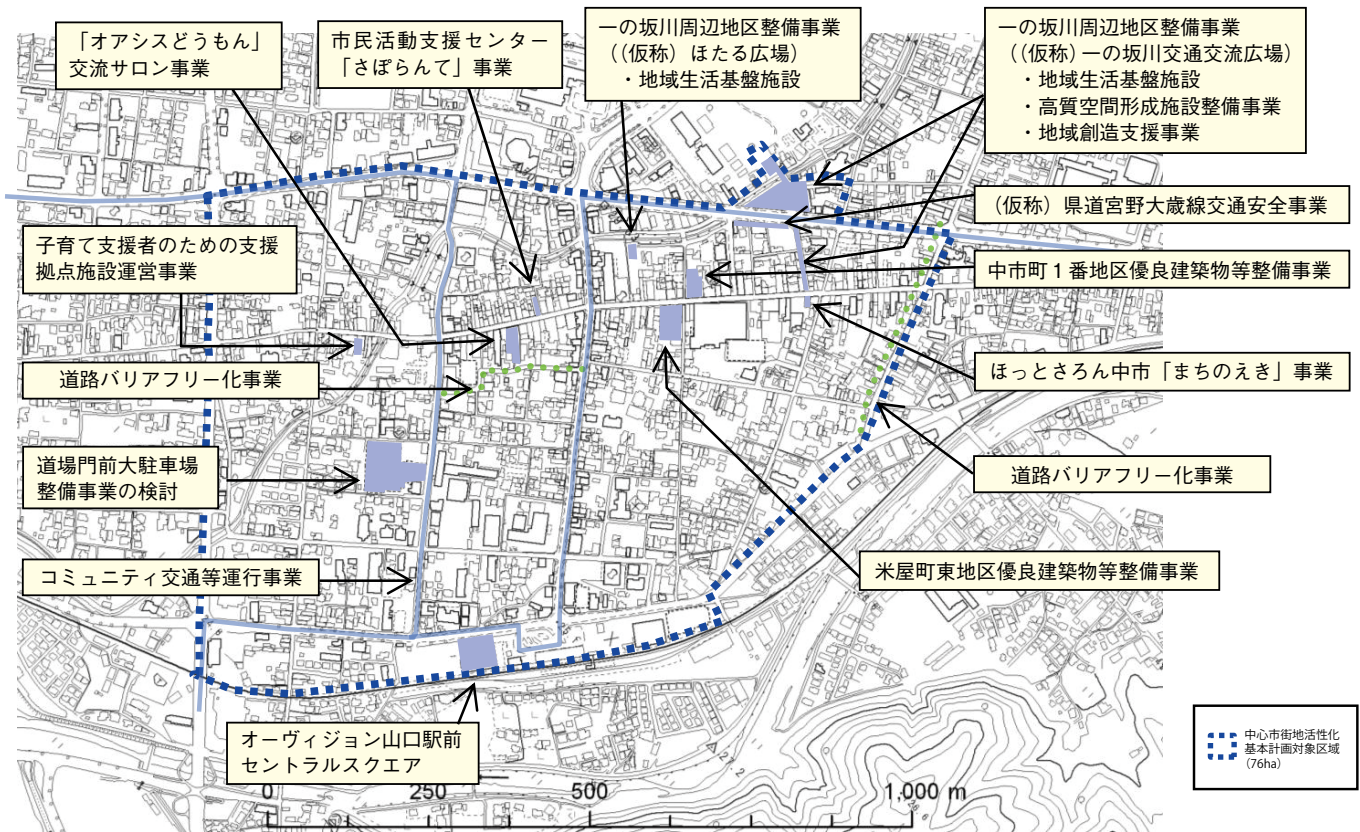 「オアシスどうもん」
交流サロン事業
市民活動支援センター
「さぽらんて」事業
一の坂川周辺地区整備事業
((仮称) ほたる広場)
・地域生活基盤施設
一の坂川周辺地区整備事業
((仮称) 一の坂川交通交流広場)
・地域生活基盤施設
・高質空間形成施設整備事業
・地域創造支援事業
(仮称) 県道宮野大歳線交通安全事業
子育て支援者のための支援
拠点施設運営事業
中市町1番地区優良建築物等整備事業
道路バリアフリー化事業
ほっとさろん中市「まちのえき」事業
道場門前大駐車場
整備事業の検討
道路バリアフリー化事業
コミュニティ交通等運行事業
米屋町東地区優良建築物等整備事業
オーヴィジョン山口駅前
セントラルスクエア
中心市街地活性化
基本計画対象区域
(76ha)
0 250 500 1,000 m